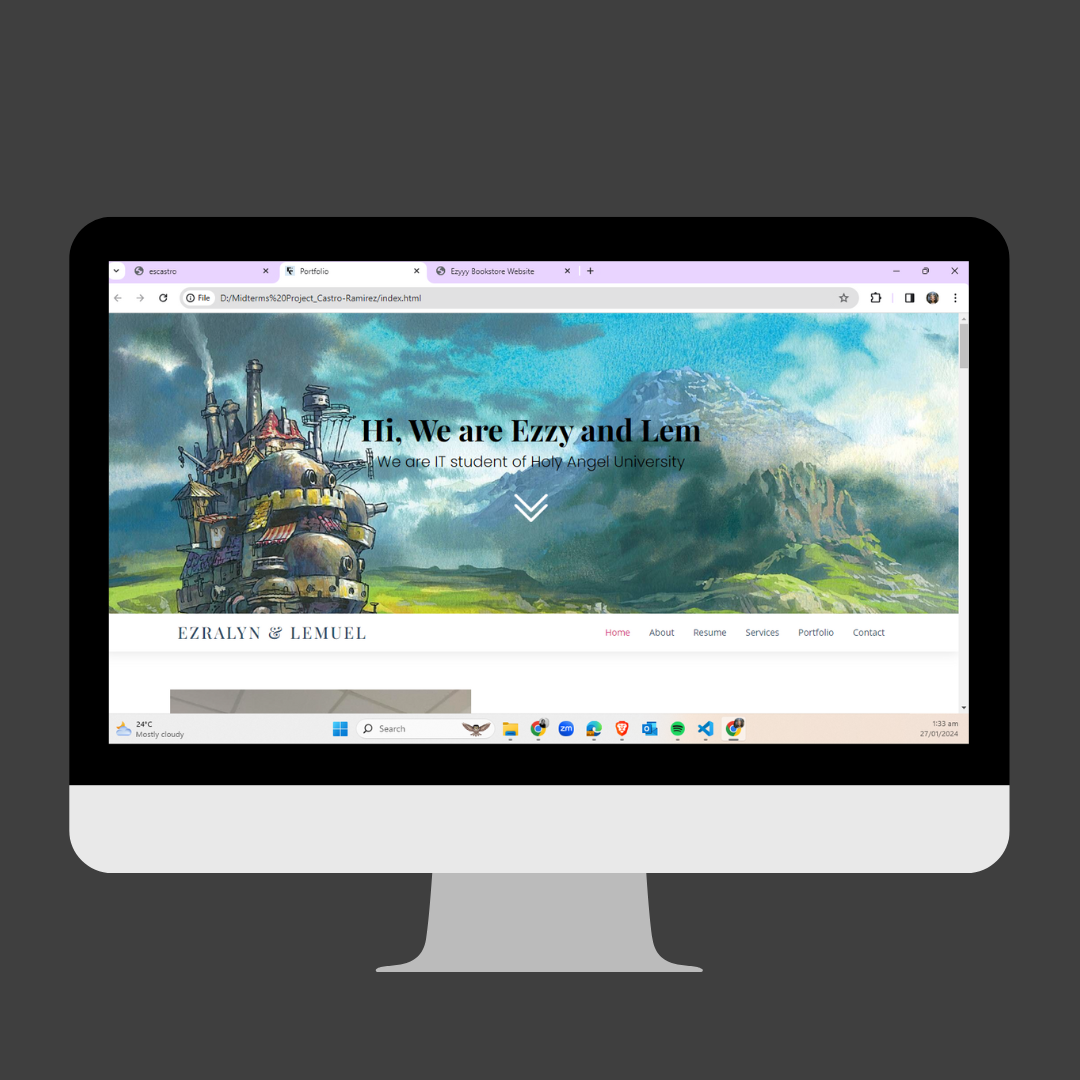 escastro
Portfolio
Ezyyy Bookstore Website
File
D:/Midterms%20Project_Castro-Ramirez/index.html
Hi, We are Ezzy and Lem
We are IT student of Holy Angel University
EZRALYN & LEMUEL
Home
About
Resume
Services
Portfolio
Contact
24°C
Mostly cloudy
Search
zm
1:33 am
27/01/2024